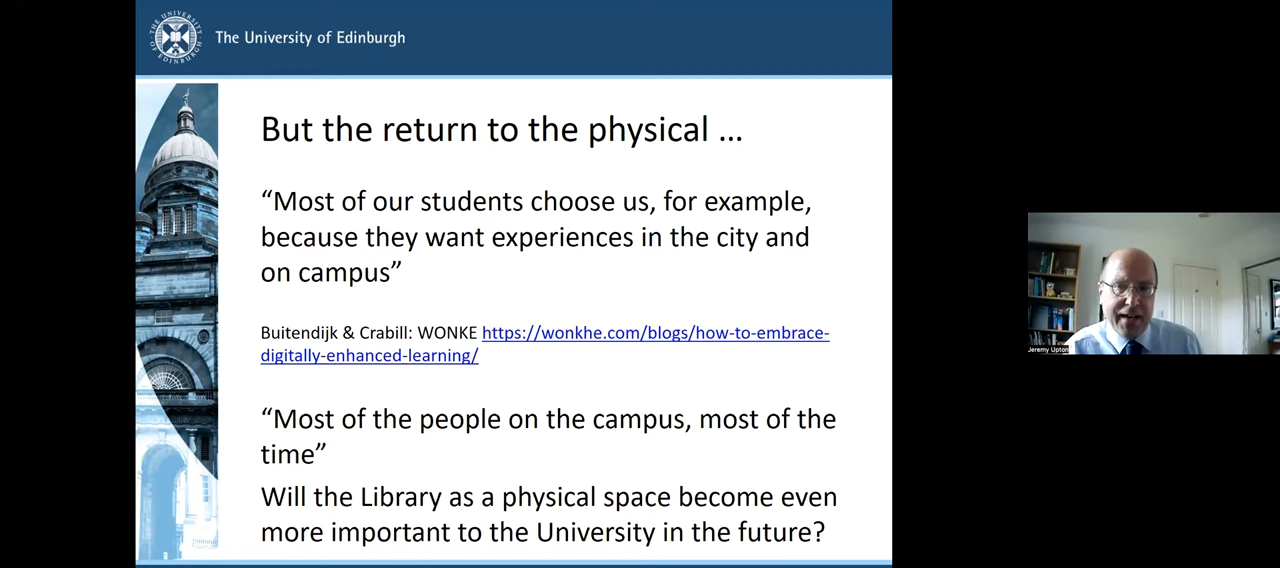 The University of Edinburgh
But the return to the physical ...
“Most of our students choose us, for example,
because they want experiences in the city and
on campus”
Buitendijk & Crabill: WONKE https://wonkhe.com/blogs/how-to-embrace-
digitally-enhanced-learning/
“Most of the people on the campus, most of the
time”
Will the Library as a physical space become even
more important to the University in the future?
Jeremy Upton